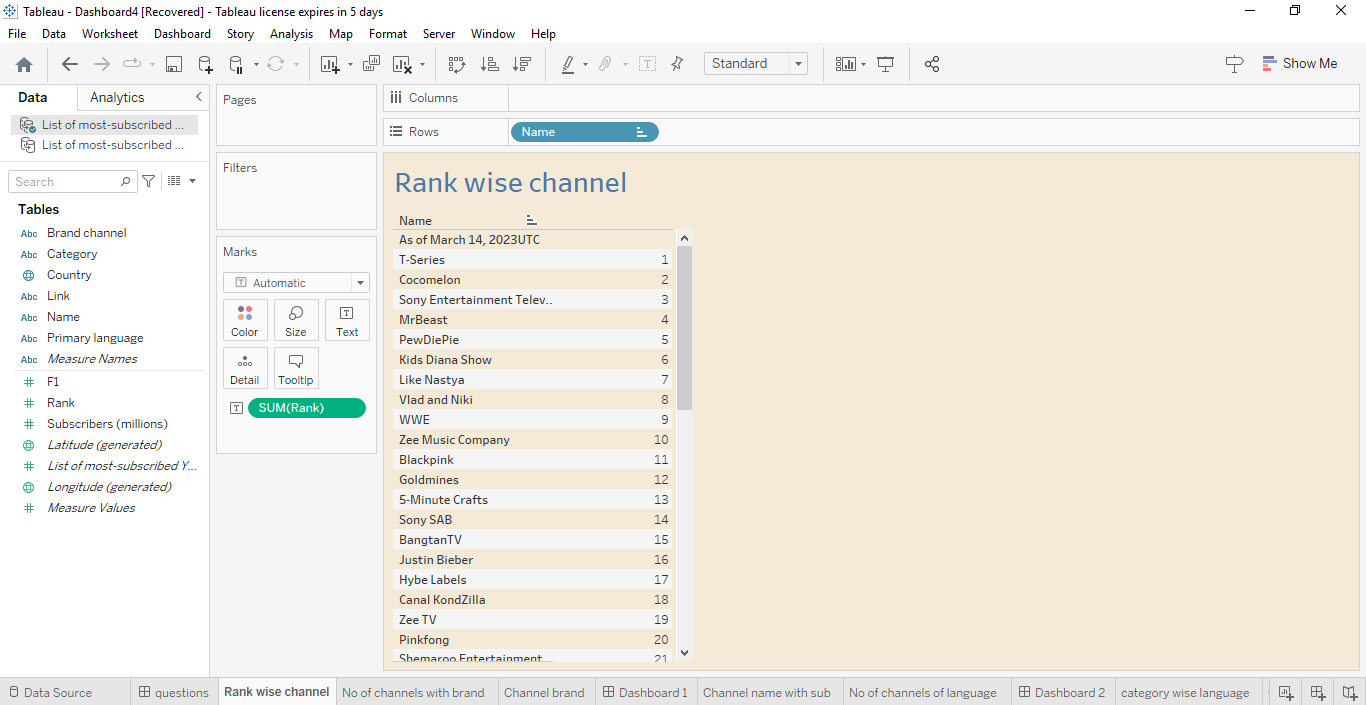 Tableau - Dashboard4 [Recovered] - Tableau license expires in 5 days
File Data Worksheet Dashboard Story Analysis Map Format Server Window Help
Standard
Show Me
Data Analytics
List of most-subscribed ...
List of most-subscribed ...
Search
Tables
Abc Brand channel
Abc Category
Country
Abc Link
Abc Name
Abc Primary language
Abc Measure Names
F1
Rank
Subscribers (millions)
Latitude (generated)
List of most-subscribed Y...
Longitude (generated)
Measure Values
Pages
Filters
Marks
Automatic
Color Size Text
Detail Tooltip
SUM(Rank)
Columns
Rows Name
Rank wise channel
Name
As of March 14, 2023UTC
T-Series 1
Cocomelon 2
Sony Entertainment Telev.. 3
MrBeast 4
PewDiePie 5
Kids Diana Show 6
Like Nastya 7
Vlad and Niki 8
WWE 9
Zee Music Company 10
Blackpink 11
Goldmines 12
5-Minute Crafts 13
Sony SAB 14
BangtanTV 15
Justin Bieber 16
Hybe Labels 17
Canal KondZilla 18
Zee TV 19
Pinkfong 20
Shemaroo Entertainment 21
Data Source questions Rank wise channel No of channels with brand Channel brand Dashboard 1 Channel name with sub No of channels of language Dashboard 2 category wise language